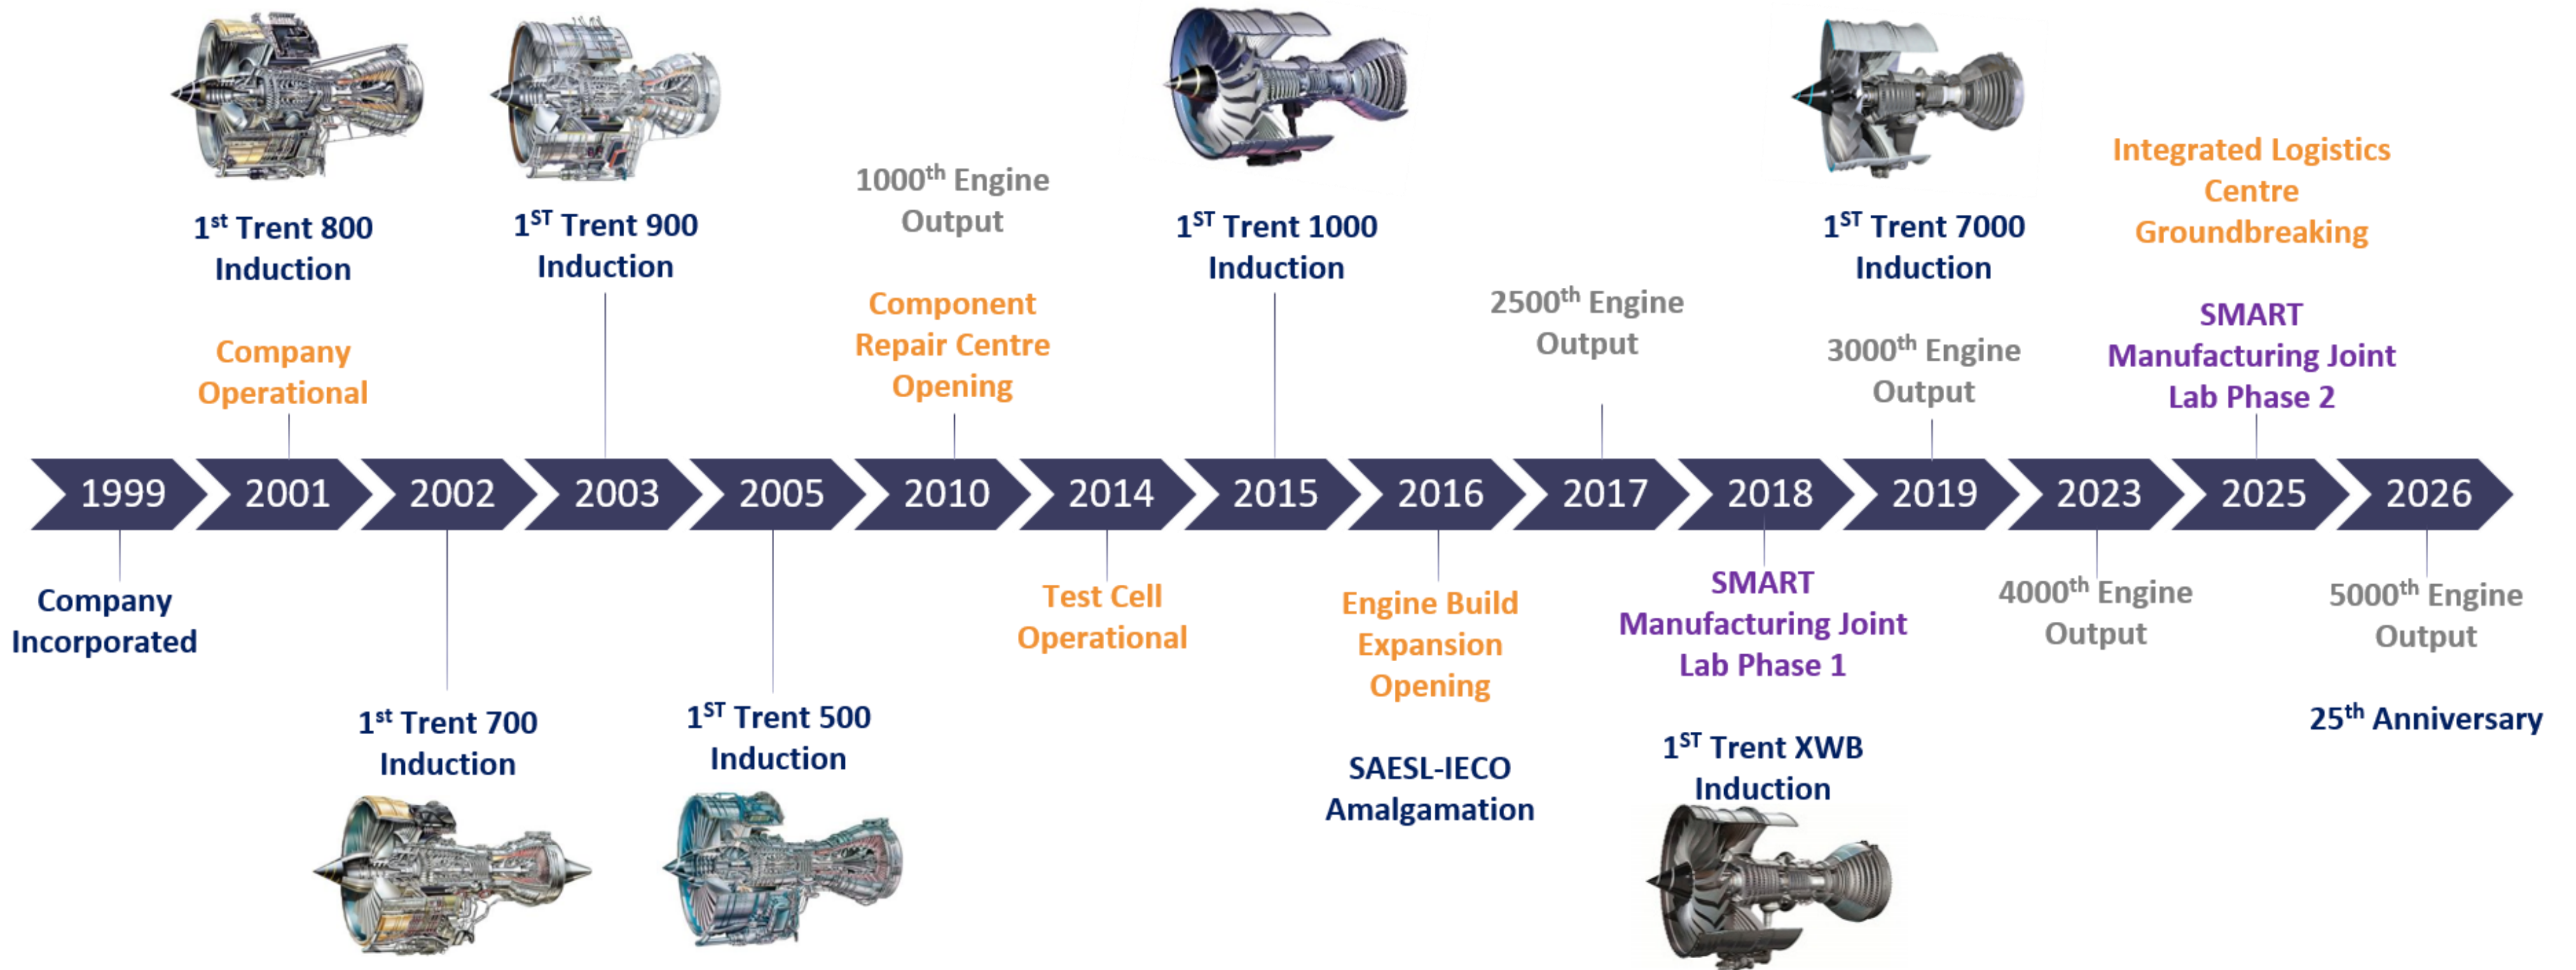 1st Trent 800
Induction
Company
Operational
1ST Trent 900
Induction
1000th Engine
Output
Component
Repair Centre
Opening
1ST Trent 1000
Induction
2500th Engine
Output
1ST Trent 7000
Induction
3000th Engine
Output
Integrated Logistics
Centre
Groundbreaking
SMART
Manufacturing Joint
Lab Phase 2
1999
2001
2002
2003
2005
2010
2014
2015
2016
2017
2018
2019
2023
2025
2026
Company
Incorporated
1st Trent 700
Induction
1ST Trent 500
Induction
Test Cell
Operational
Engine Build
Expansion
Opening
SAESL-IECO
Amalgamation
SMART
Manufacturing Joint
Lab Phase 1
1ST Trent XWB
Induction
4000th Engine
Output
5000th Engine
Output
25th Anniversary